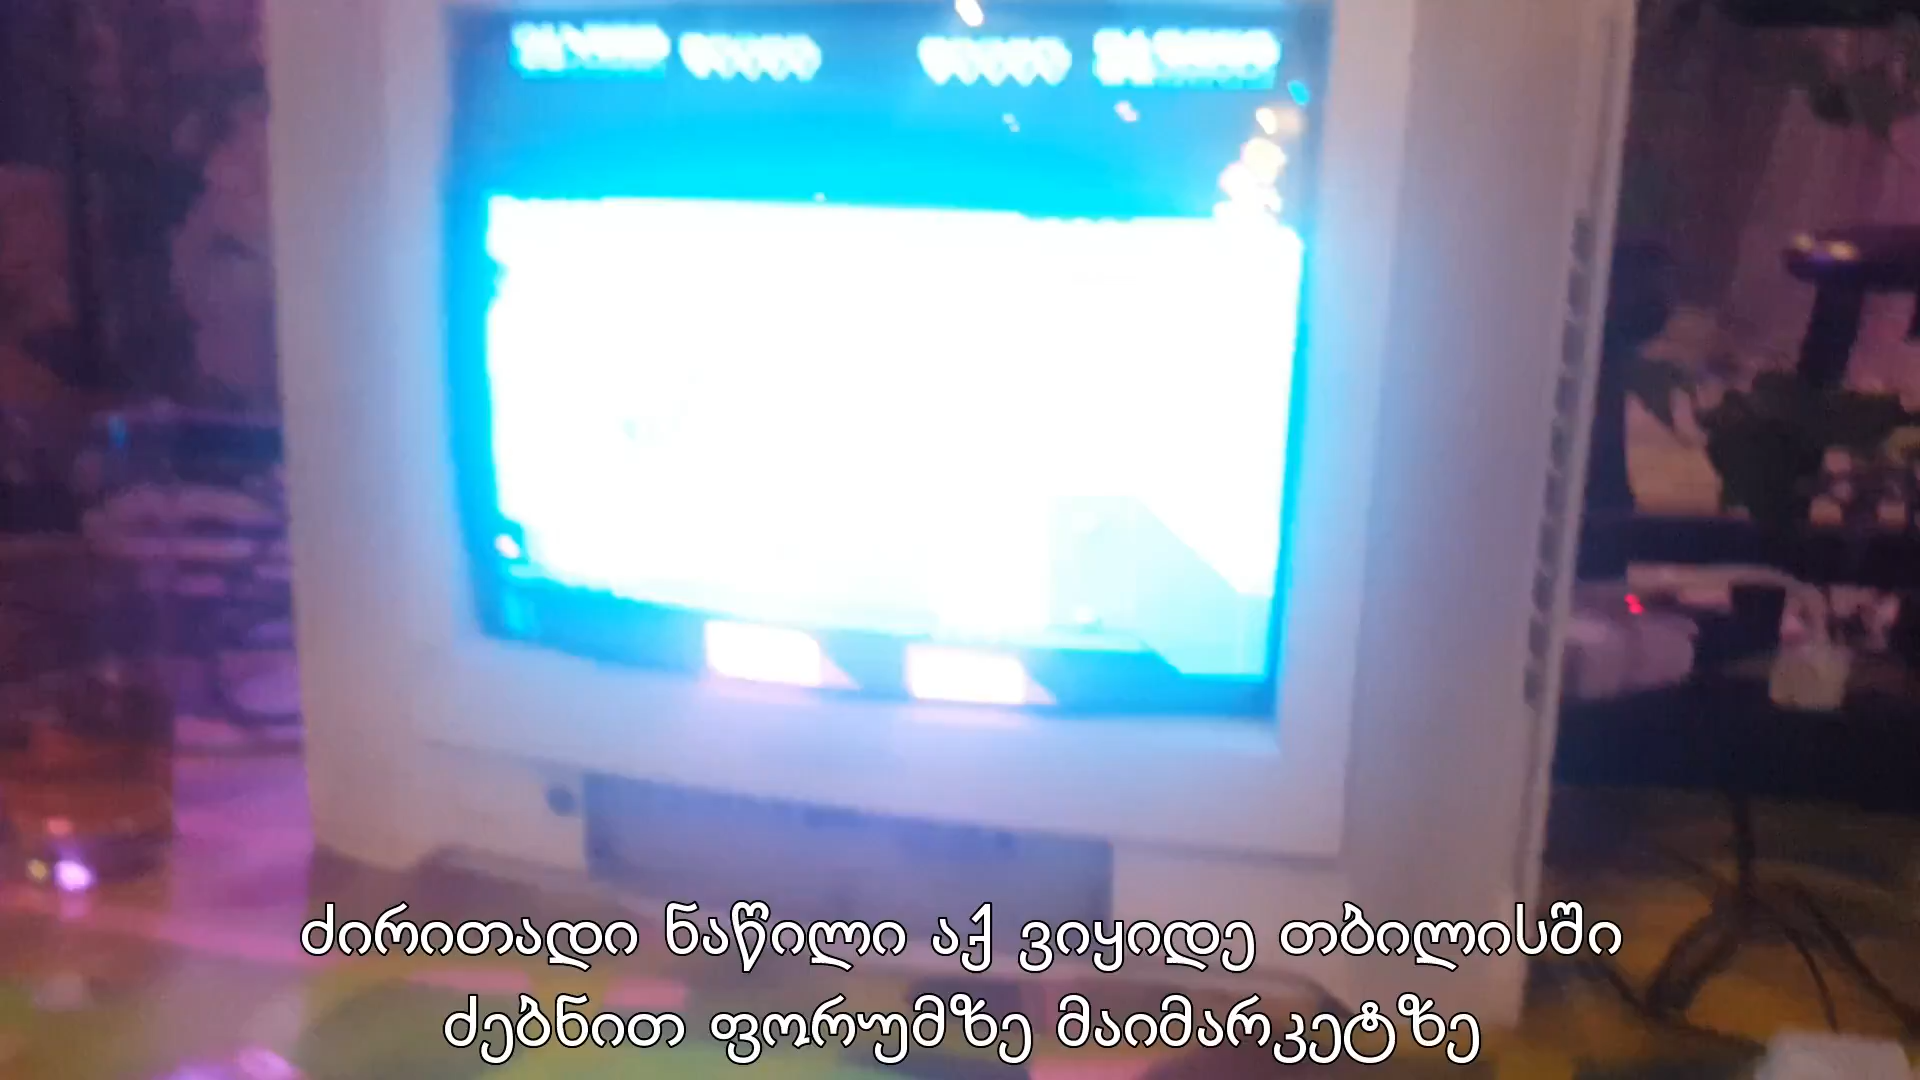 ძირითადი ნაწილი აქ ვიყიდე თბილისში
ძებნით ფორუმზე მაიმარკეტზე